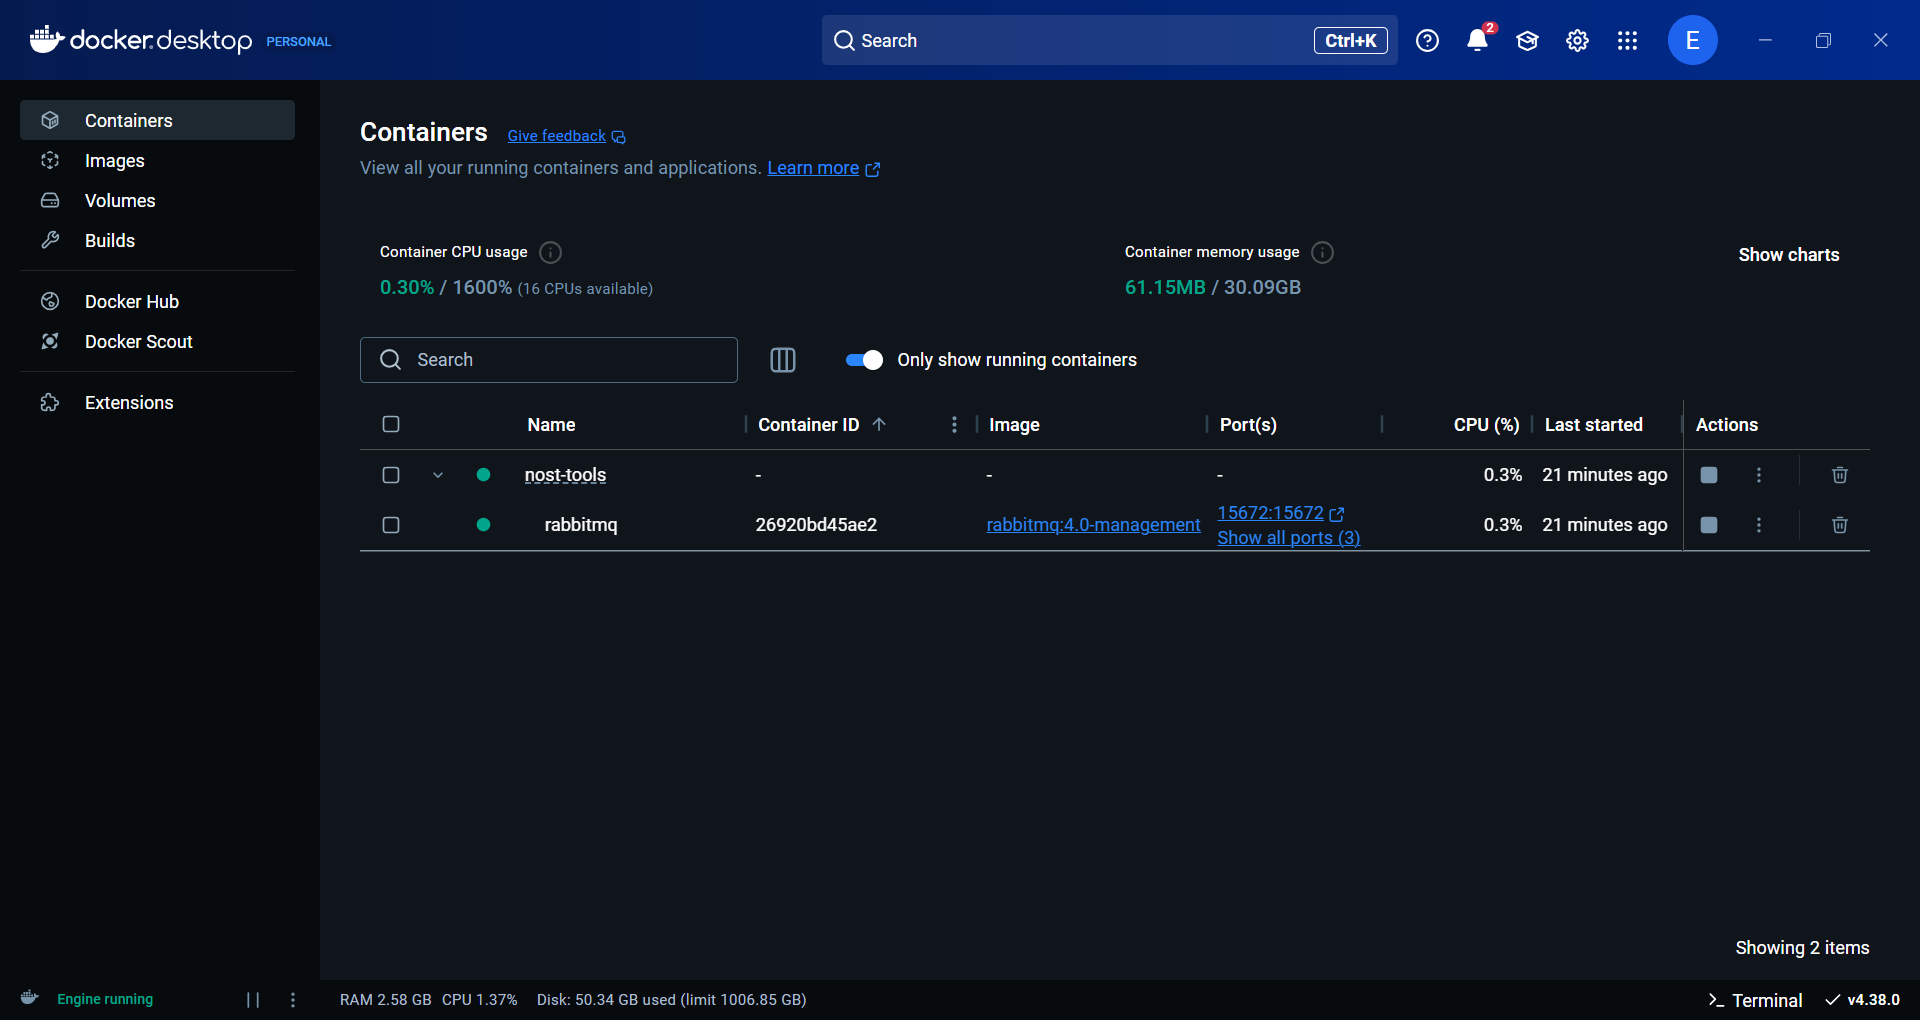 docker.desktop PERSONAL
Search Ctrl+K
2
E
Containers
Images
Volumes
Builds
Docker Hub
Docker Scout
Extensions
Containers Give feedback
View all your running containers and applications. Learn more
Container CPU usage
0.30% / 1600% (16 CPUs available)
Container memory usage
61.15MB / 30.09GB
Show charts
Search
Only show running containers
Name Container ID Image Port(s) CPU (%) Last started Actions
nost-tools - - - 0.3% 21 minutes ago
rabbitmq 26920bd45ae2 rabbitmq:4.0-management 15672:15672 0.3% 21 minutes ago
Show all ports (3)
Showing 2 items
Engine running RAM 2.58 GB CPU 1.37% Disk: 50.34 GB used (limit 1006.85 GB) Terminal v4.38.0